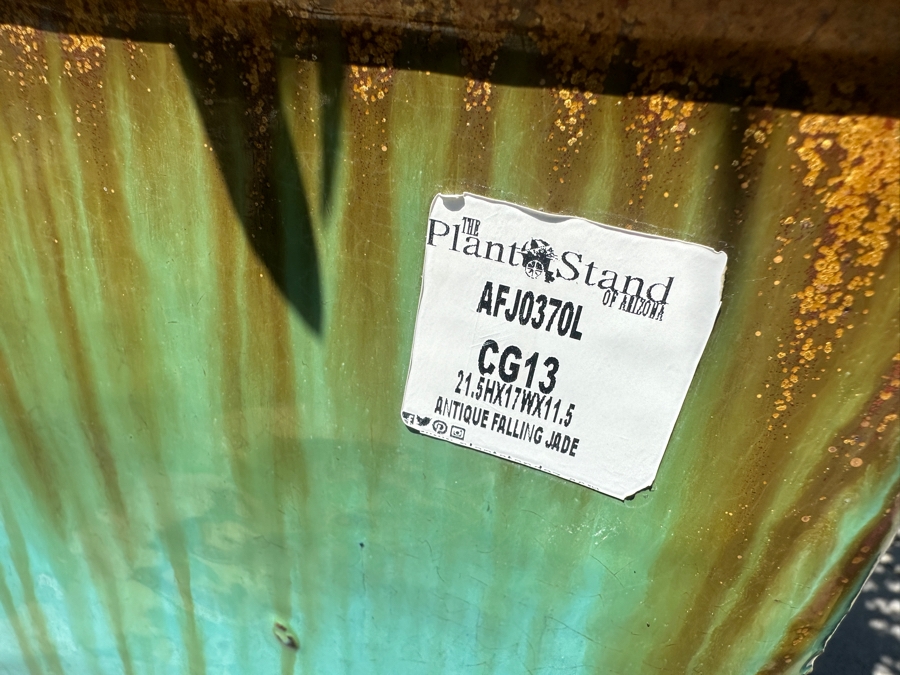 THE
Plant Stand
OF ARIZONA
AFJ0370L
CG13
21.5HX17WX11.5
ANTIQUE FALLING JADE